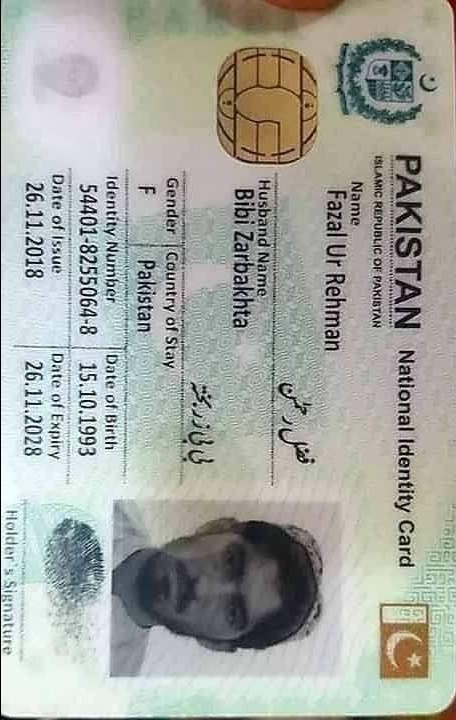 PAKISTAN National Identity Card
ISLAMIC REPUBLIC OF PAKISTAN
Name
Fazal Ur Rehman
فضل رحمٰن
Husband Name
Bibi Zarbakhta
بی بی زربختہ
Gender Country of Stay
F Pakistan
Identity Number Date of Birth
54401-8255064-8 15.10.1993
Date of Issue Date of Expiry
26.11.2018 26.11.2028
Holder's Signature